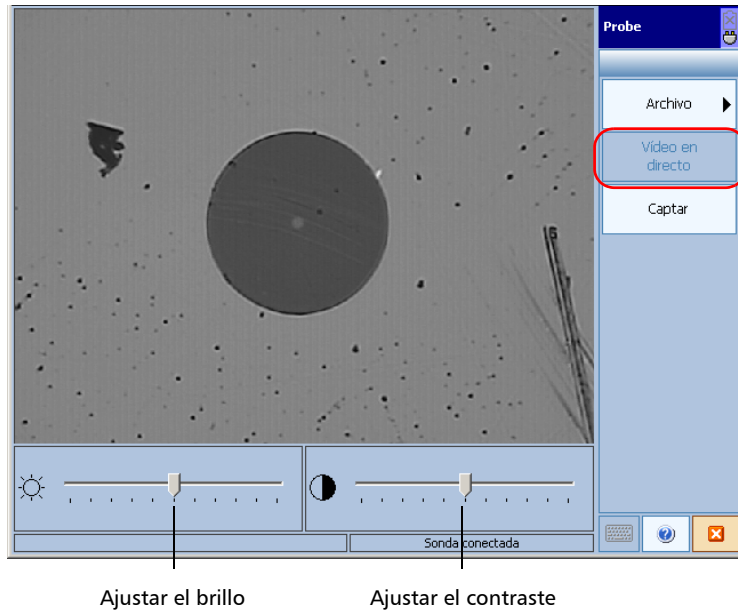 Probe
Archivo
Vídeo en
directo
Captar
Sonda conectada
Ajustar el brillo
Ajustar el contraste